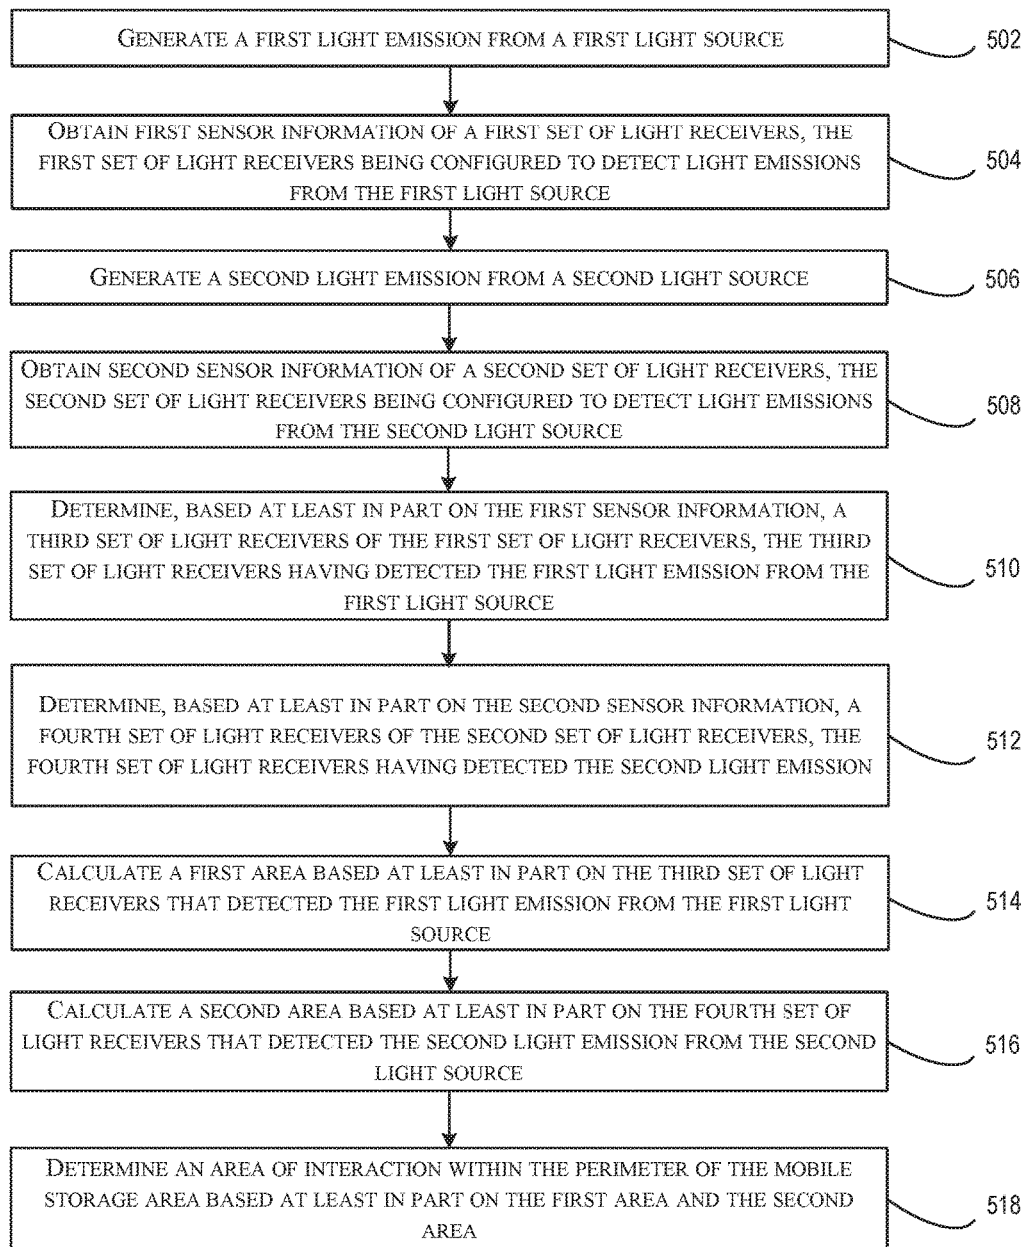 GENERATE A FIRST LIGHT EMISSION FROM A FIRST LIGHT SOURCE
502
OBTAIN FIRST SENSOR INFORMATION OF A FIRST SET OF LIGHT RECEIVERS, THE
FIRST SET OF LIGHT RECEIVERS BEING CONFIGURED TO DETECT LIGHT EMISSIONS
FROM THE FIRST LIGHT SOURCE
504
GENERATE A SECOND LIGHT EMISSION FROM A SECOND LIGHT SOURCE
506
OBTAIN SECOND SENSOR INFORMATION OF A SECOND SET OF LIGHT RECEIVERS, THE
SECOND SET OF LIGHT RECEIVERS BEING CONFIGURED TO DETECT LIGHT EMISSIONS
FROM THE SECOND LIGHT SOURCE
508
DETERMINE, BASED AT LEAST IN PART ON THE FIRST SENSOR INFORMATION, A
THIRD SET OF LIGHT RECEIVERS OF THE FIRST SET OF LIGHT RECEIVERS, THE THIRD
SET OF LIGHT RECEIVERS HAVING DETECTED THE FIRST LIGHT EMISSION FROM THE
FIRST LIGHT SOURCE
510
DETERMINE, BASED AT LEAST IN PART ON THE SECOND SENSOR INFORMATION, A
FOURTH SET OF LIGHT RECEIVERS OF THE SECOND SET OF LIGHT RECEIVERS, THE
FOURTH SET OF LIGHT RECEIVERS HAVING DETECTED THE SECOND LIGHT EMISSION
512
CALCULATE A FIRST AREA BASED AT LEAST IN PART ON THE THIRD SET OF LIGHT
RECEIVERS THAT DETECTED THE FIRST LIGHT EMISSION FROM THE FIRST LIGHT
SOURCE
514
CALCULATE A SECOND AREA BASED AT LEAST IN PART ON THE FOURTH SET OF
LIGHT RECEIVERS THAT DETECTED THE SECOND LIGHT EMISSION FROM THE SECOND
LIGHT SOURCE
516
DETERMINE AN AREA OF INTERACTION WITHIN THE PERIMETER OF THE MOBILE
STORAGE AREA BASED AT LEAST IN PART ON THE FIRST AREA AND THE SECOND
AREA
518